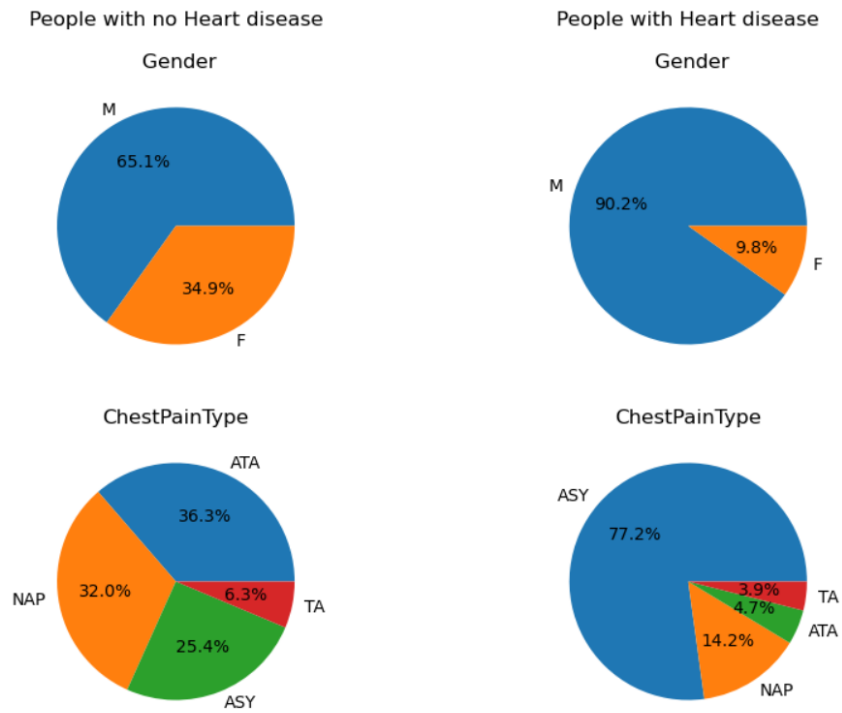 People with no Heart disease
People with Heart disease
Gender
Gender
M
65.1%
34.9%
F
M
90.2%
9.8%
F
ChestPainType
ChestPainType
ATA
36.3%
NAP
32.0%
6.3%
TA
25.4%
ASY
ASY
77.2%
3.9%
TA
4.7%
ATA
14.2%
NAP